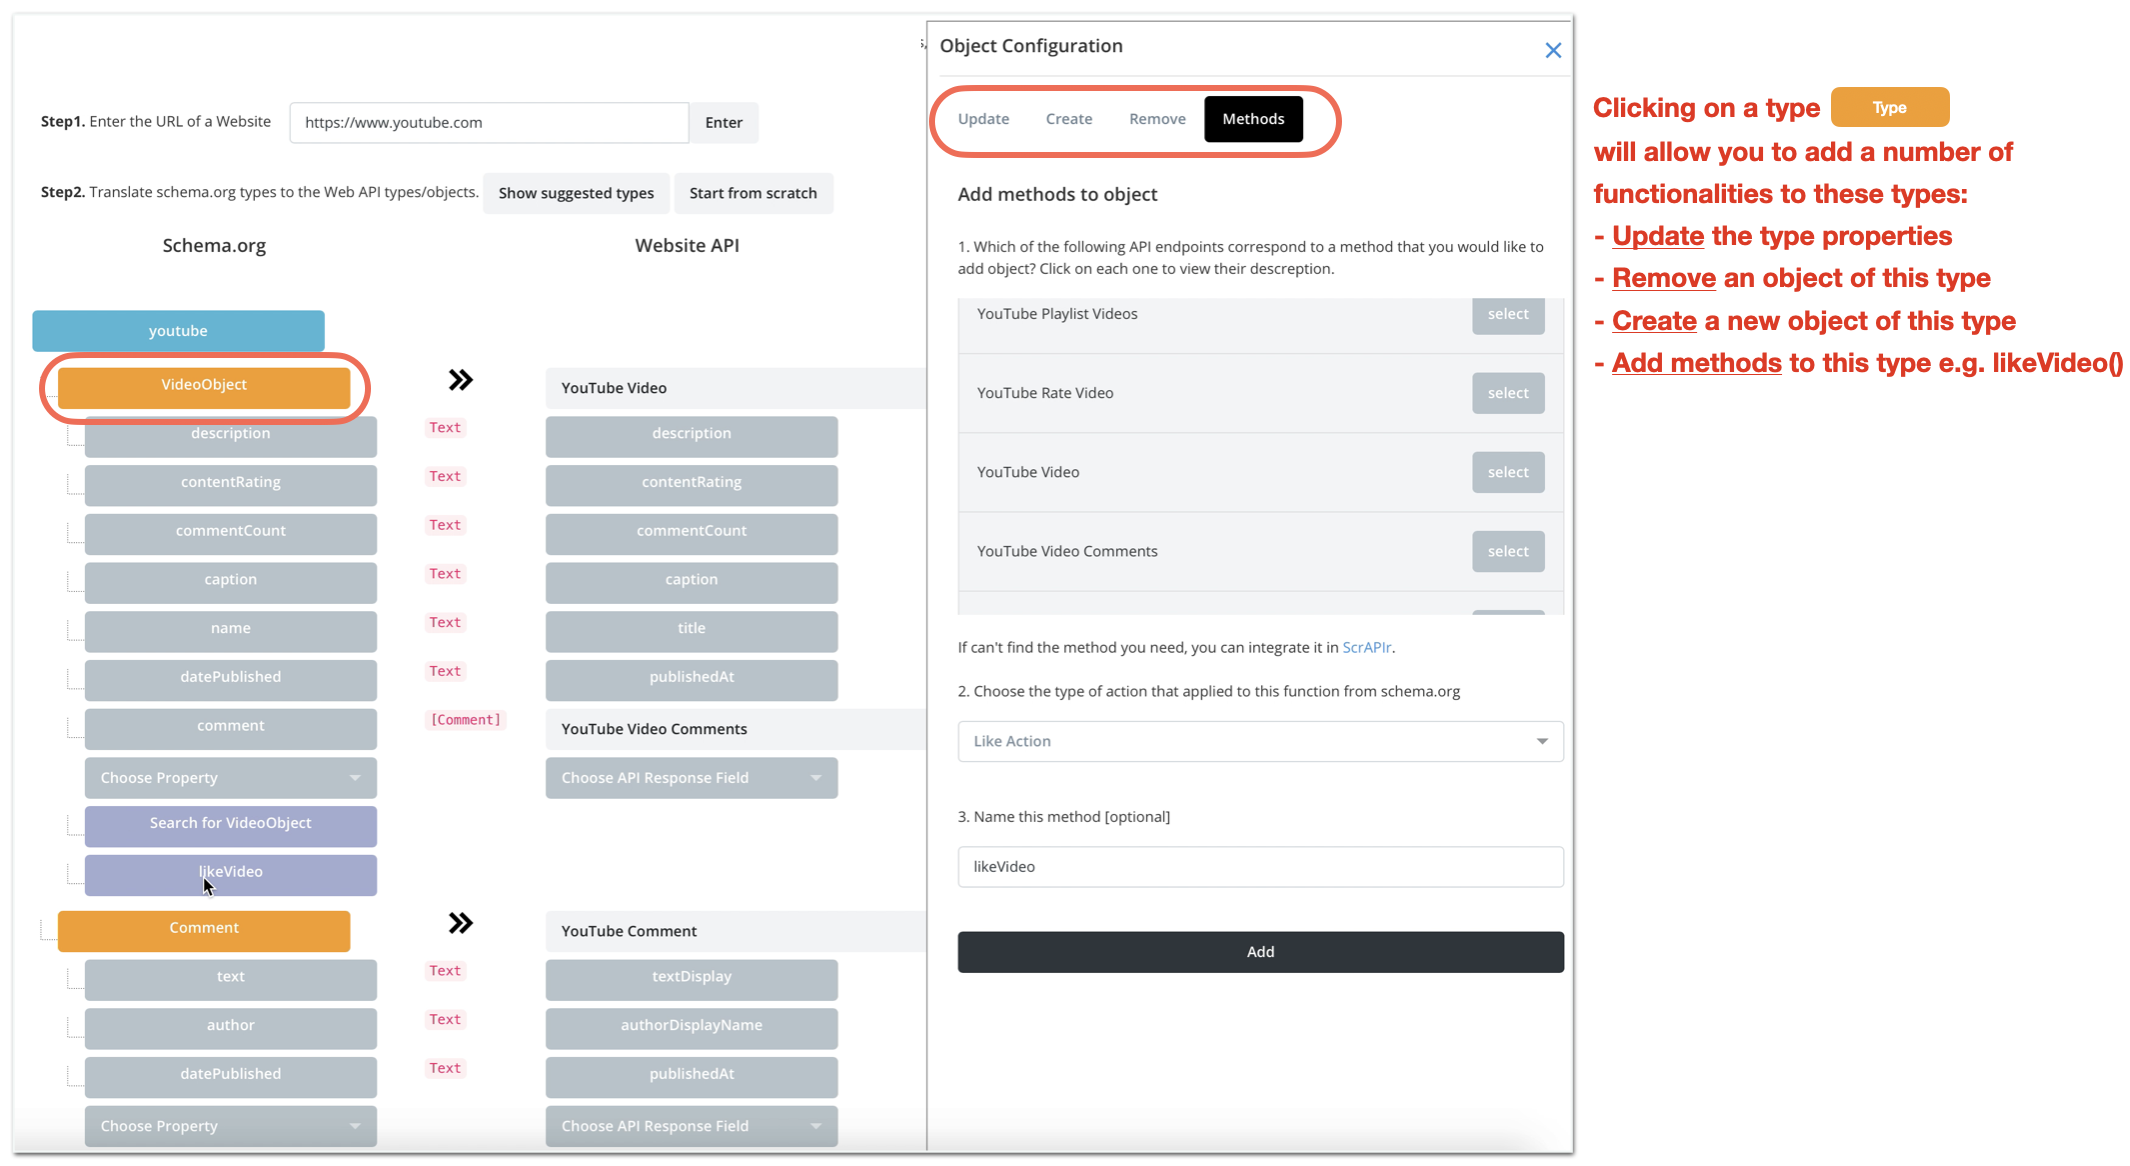 Step1. Enter the URL of a Website
https://www.youtube.com
Enter
Step2. Translate schema.org types to the Web API types/objects.
Show suggested types
Start from scratch
Schema.org
Website API
youtube
VideoObject
YouTube Video
description
Text
description
contentRating
Text
contentRating
commentCount
Text
commentCount
caption
Text
caption
name
Text
title
datePublished
Text
publishedAt
comment
[Comment]
YouTube Video Comments
Choose Property
Choose API Response Field
Search for VideoObject
likeVideo
Comment
YouTube Comment
text
Text
textDisplay
author
Text
authorDisplayName
datePublished
Text
publishedAt
Choose Property
Choose API Response Field
Object Configuration
Update
Create
Remove
Methods
Add methods to object
1. Which of the following API endpoints correspond to a method that you would like to
add object? Click on each one to view their descreption.
YouTube Playlist Videos
select
YouTube Rate Video
select
YouTube Video
select
YouTube Video Comments
select
If can't find the method you need, you can integrate it in ScrAPIr.
2. Choose the type of action that applied to this function from schema.org
Like Action
3. Name this method [optional]
likeVideo
Add
Clicking on a type Type
will allow you to add a number of
functionalities to these types:
- Update the type properties
- Remove an object of this type
- Create a new object of this type
- Add methods to this type e.g. likeVideo()